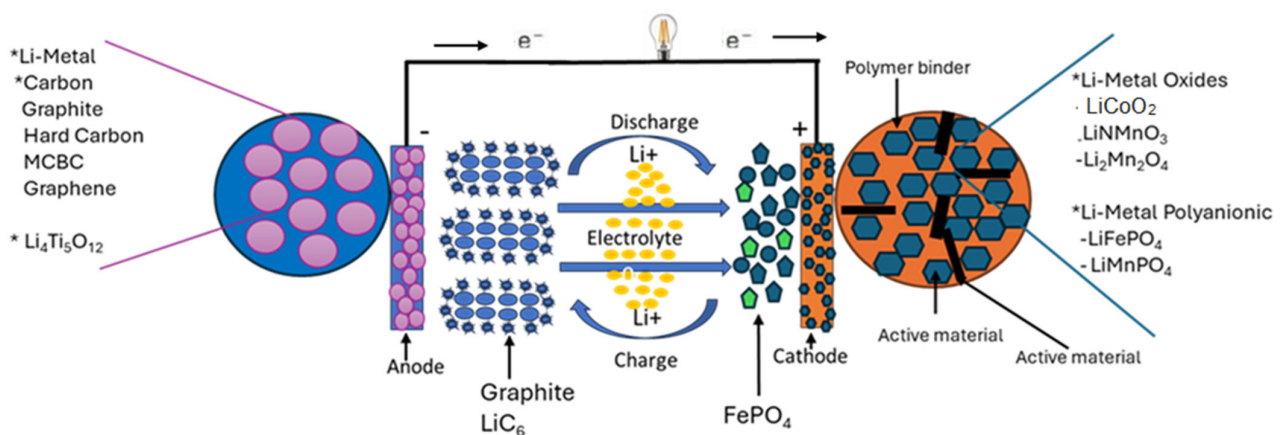 *Li-Metal
*Carbon
Graphite
Hard Carbon
MCBC
Graphene
* Li₄Ti₅O₁₂
e⁻
e⁻
-
+
Discharge
Li+
Electrolyte
Li+
Charge
Anode
Graphite
LiC₆
FePO₄
Cathode
Polymer binder
Active material
Active material
*Li-Metal Oxides
· LiCoO₂
-LiNMnO₃
-Li₂Mn₂O₄
*Li-Metal Polyanionic
-LiFePO₄
- LiMnPO₄